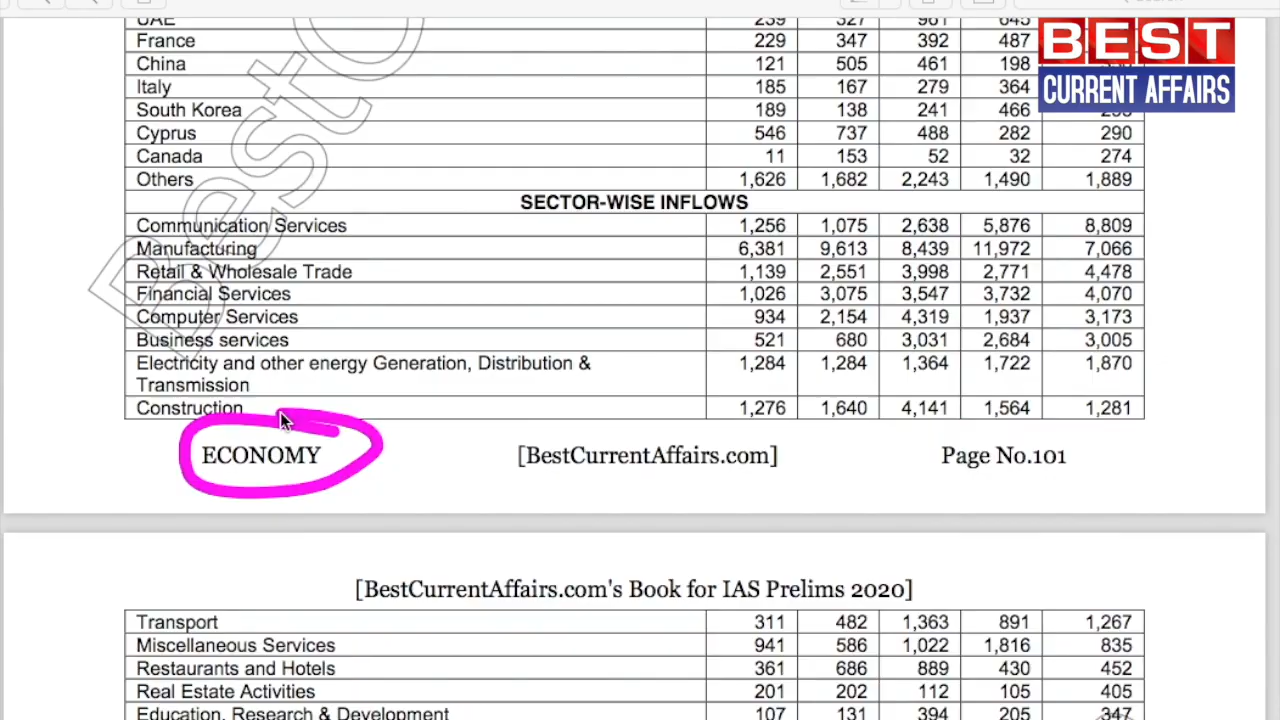 UAE 239 327 961 645
France 229 347 392 487
China 121 505 461 198
Italy 185 167 279 364
South Korea 189 138 241 466 293
Cyprus 546 737 488 282 290
Canada 11 153 52 32 274
Others 1,626 1,682 2,243 1,490 1,889
BEST
CURRENT AFFAIRS
SECTOR-WISE INFLOWS
Communication Services 1,256 1,075 2,638 5,876 8,809
Manufacturing 6,381 9,613 8,439 11,972 7,066
Retail & Wholesale Trade 1,139 2,551 3,998 2,771 4,478
Financial Services 1,026 3,075 3,547 3,732 4,070
Computer Services 934 2,154 4,319 1,937 3,173
Business services 521 680 3,031 2,684 3,005
Electricity and other energy Generation, Distribution & 1,284 1,284 1,364 1,722 1,870
Transmission
Construction 1,276 1,640 4,141 1,564 1,281
ECONOMY [BestCurrentAffairs.com] Page No.101
[BestCurrentAffairs.com's Book for IAS Prelims 2020]
Transport 311 482 1,363 891 1,267
Miscellaneous Services 941 586 1,022 1,816 835
Restaurants and Hotels 361 686 889 430 452
Real Estate Activities 201 202 112 105 405
Education, Research & Development 107 131 394 205 347
BestC